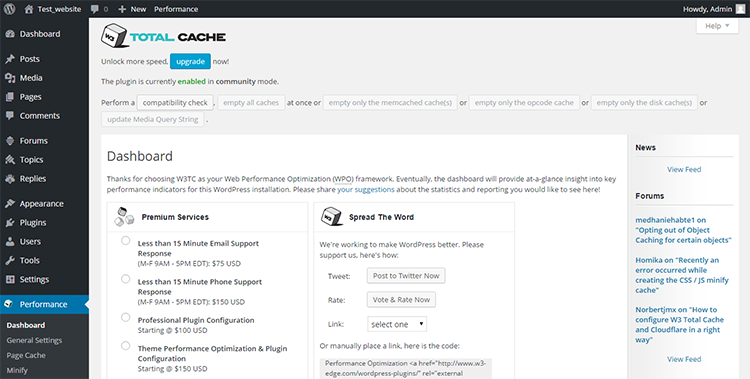 Test_website 0 + New Performance Howdy, Admin
Help
Dashboard
Posts
Media
Pages
Comments
Forums
Topics
Replies
Appearance
Plugins
Users
Tools
Settings
Performance
Dashboard
General Settings
Page Cache
Minify
W3 TOTAL CACHE
Unlock more speed, upgrade now!
The plugin is currently enabled in community mode.
Perform a compatibility check , empty all caches at once or empty only the memcached cache(s) or empty only the opcode cache or empty only the disk cache(s) or
update Media Query String .
Dashboard
Thanks for choosing W3TC as your Web Performance Optimization (WPO) framework. Eventually, the dashboard will provide at-a-glance insight into key
performance indicators for this WordPress installation. Please share your suggestions about the statistics and reporting you would like to see here!
Premium Services
Less than 15 Minute Email Support
Response
(M-F 9AM - 5PM EDT): $75 USD
Less than 15 Minute Phone Support
Response
(M-F 9AM - 5PM EDT): $150 USD
Professional Plugin Configuration
Starting @ $100 USD
Theme Performance Optimization & Plugin
Configuration
Starting @ $150 USD
W3 Spread The Word
We're working to make WordPress better. Please
support us, here's how:
Tweet: Post to Twitter Now
Rate: Vote & Rate Now
Link: select one
Or manually place a link, here is the code:
Performance Optimization <a href="http://www.w3-
edge.com/wordpress-plugins/" rel="external
News
View Feed
Forums
medhaniehabte1 on
"Opting out of Object
Caching for certain objects"
Homika on "Recently an
error occurred while
creating the CSS / JS minify
cache"
Norbertjmx on "How to
configure W3 Total Cache
and Cloudflare in a right
way"
View Feed